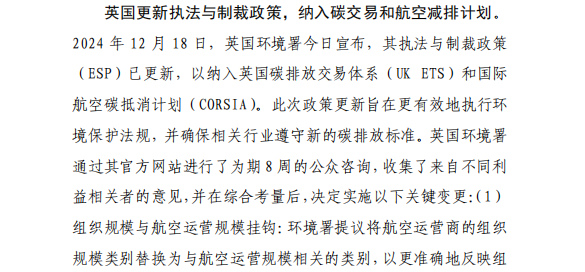 英国更新执法与制裁政策，纳入碳交易和航空减排计划。
2024 年 12 月 18 日，英国环境署今日宣布，其执法与制裁政策
（ESP）已更新，以纳入英国碳排放交易体系（UK ETS）和国际
航空碳抵消计划（CORSIA）。此次政策更新旨在更有效地执行环
境保护法规，并确保相关行业遵守新的碳排放标准。英国环境署
通过其官方网站进行了为期 8 周的公众咨询，收集了来自不同利
益相关者的意见，并在综合考量后，决定实施以下关键变更：（1）
组织规模与航空运营规模挂钩：环境署提议将航空运营商的组织
规模类别替换为与航空运营规模相关的类别，以更准确地反映组